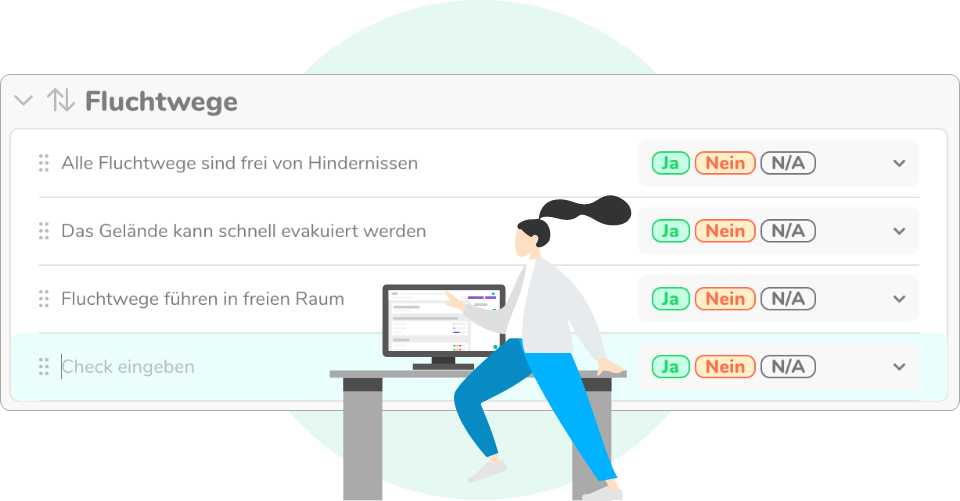 Fluchtwege
Alle Fluchtwege sind frei von Hindernissen Ja Nein N/A
Das Gelände kann schnell evakuiert werden Ja Nein N/A
Fluchtwege führen in freien Raum Ja Nein N/A
Check eingeben Ja Nein N/A